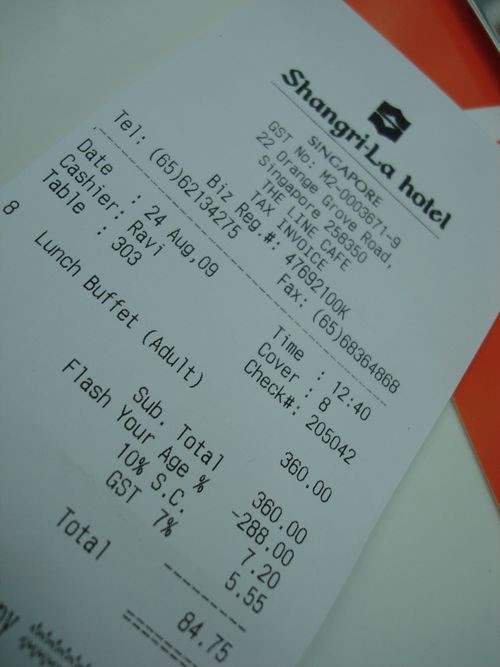 Shangri-La hotel
SINGAPORE
GST No: M2-0003671-9
22 Orange Grove Road,
Singapore 258350
THE LINE CAFE
TAX INVOICE
Biz Reg.#: 47692100K
Tel: (65)62134275 Fax: (65)68364868
Date : 24 Aug,09 Time : 12:40
Cashier: Ravi Cover : 8
Table : 303 Check#: 205042
8 Lunch Buffet (Adult) 360.00
Sub. Total 360.00
Flash Your Age % -288.00
10% S.C. 7.20
GST 7% 5.55
Total 84.75